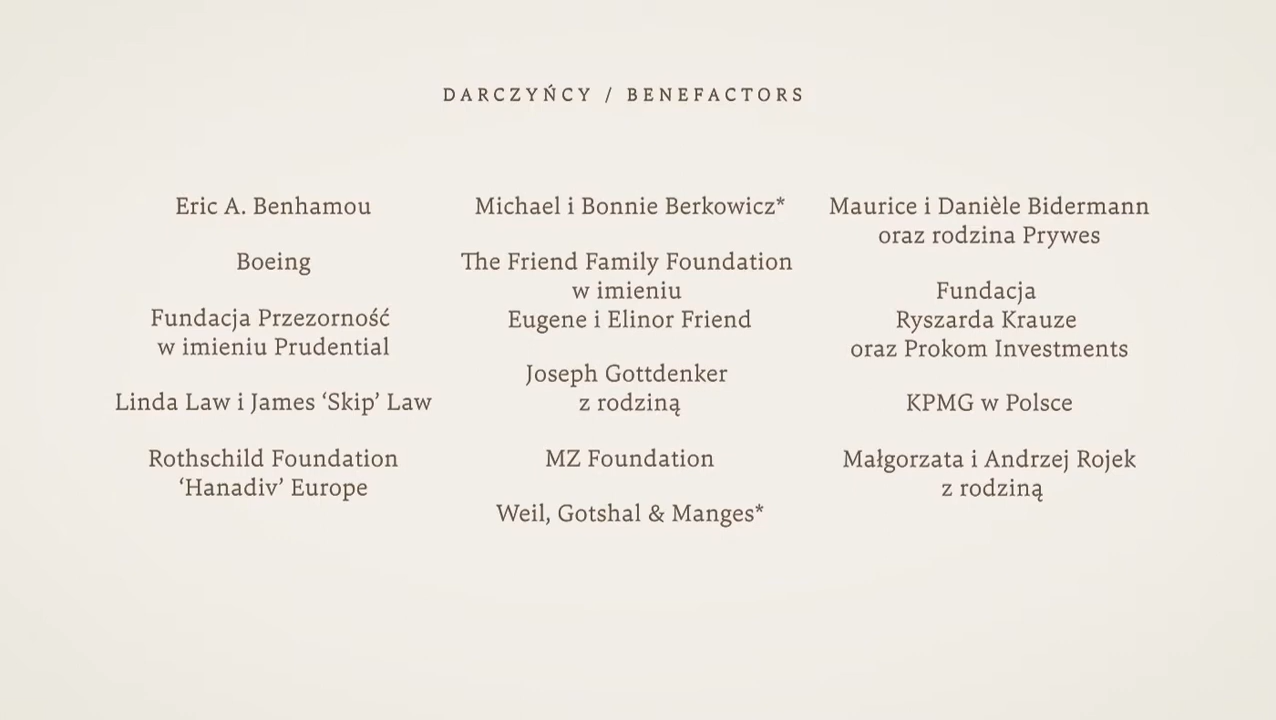 DARCZYŃCY / BENEFACTORS
Eric A. Benhamou
Boeing
Fundacja Przezorność
w imieniu Prudential
Linda Law i James ‘Skip’ Law
Rothschild Foundation
‘Hanadiv’ Europe
Michael i Bonnie Berkowicz*
The Friend Family Foundation
w imieniu
Eugene i Elinor Friend
Joseph Gottdenker
z rodziną
MZ Foundation
Weil, Gotshal & Manges*
Maurice i Danièle Bidermann
oraz rodzina Prywes
Fundacja
Ryszarda Krauze
oraz Prokom Investments
KPMG w Polsce
Małgorzata i Andrzej Rojek
z rodziną